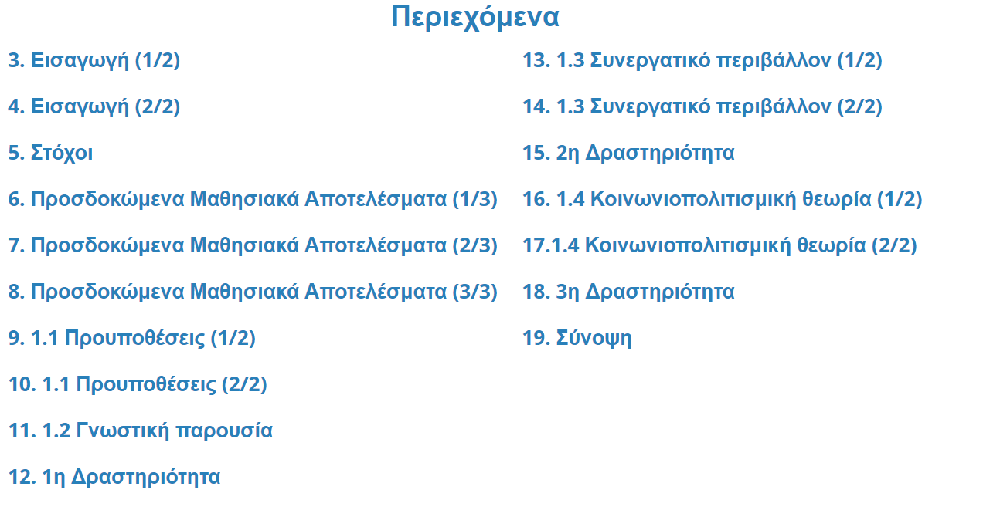 Περιεχόμενα
3. Εισαγωγή (1/2)
4. Εισαγωγή (2/2)
5. Στόχοι
6. Προσδοκώμενα Μαθησιακά Αποτελέσματα (1/3)
7. Προσδοκώμενα Μαθησιακά Αποτελέσματα (2/3)
8. Προσδοκώμενα Μαθησιακά Αποτελέσματα (3/3)
9. 1.1 Προυποθέσεις (1/2)
10. 1.1 Προυποθέσεις (2/2)
11. 1.2 Γνωστική παρουσία
12. 1η Δραστηριότητα
13. 1.3 Συνεργατικό περιβάλλον (1/2)
14. 1.3 Συνεργατικό περιβάλλον (2/2)
15. 2η Δραστηριότητα
16. 1.4 Κοινωνιοπολιτισμική θεωρία (1/2)
17.1.4 Κοινωνιοπολιτισμική θεωρία (2/2)
18. 3η Δραστηριότητα
19. Σύνοψη